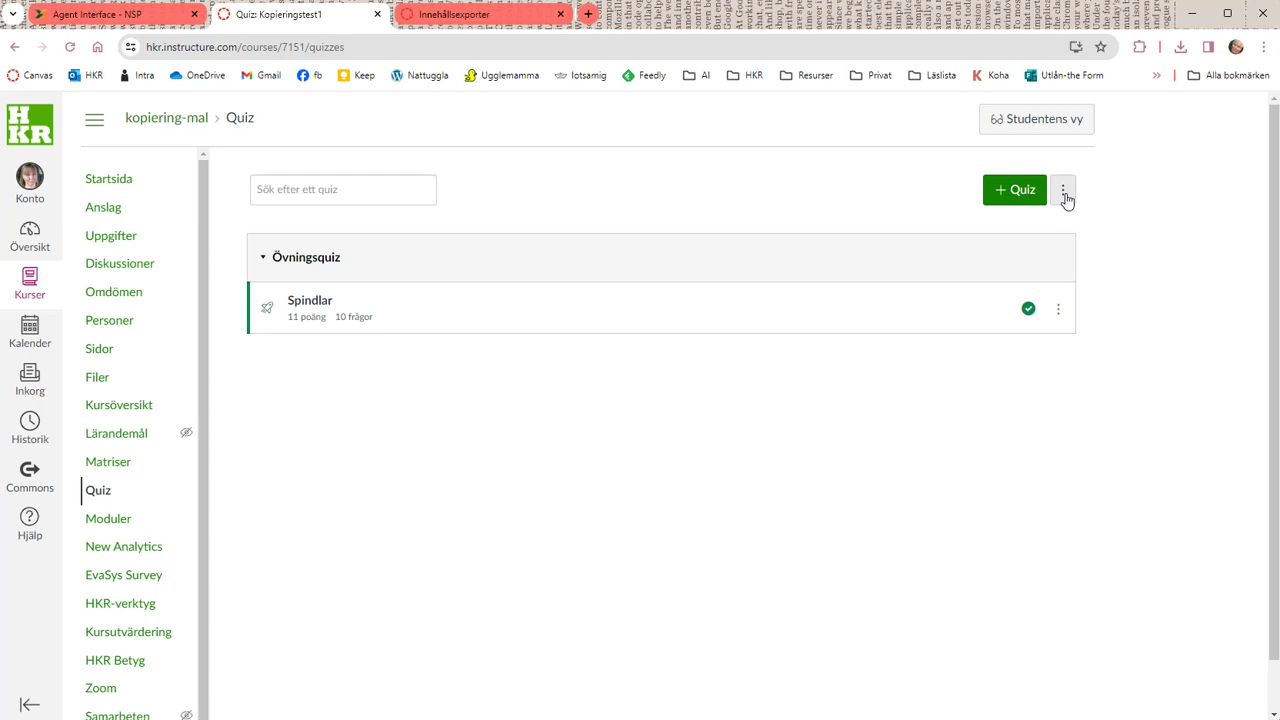 Agent Interface - NSP
Quiz: Kopieringstest1
Innehållsexporter
hkr.instructure.com/courses/7151/quizzes
Canvas
HKR
Intra
OneDrive
Gmail
fb
Keep
Nattuggla
Ugglemamma
lotsamig
Feedly
AI
HKR
Resurser
Privat
Läslista
Koha
Utlån-the Form
»
Alla bokmärken
HKR
kopiering-mal › Quiz
Studentens vy
Konto
Översikt
Kurser
Kalender
Inkorg
Historik
Commons
Hjälp
Startsida
Anslag
Uppgifter
Diskussioner
Omdömen
Personer
Sidor
Filer
Kursöversikt
Lärandemål
Matriser
Quiz
Moduler
New Analytics
EvaSys Survey
HKR-verktyg
Kursutvärdering
HKR Betyg
Zoom
Samarbeten
Sök efter ett quiz
+ Quiz
Övningsquiz
Spindlar
11 poäng 10 frågor